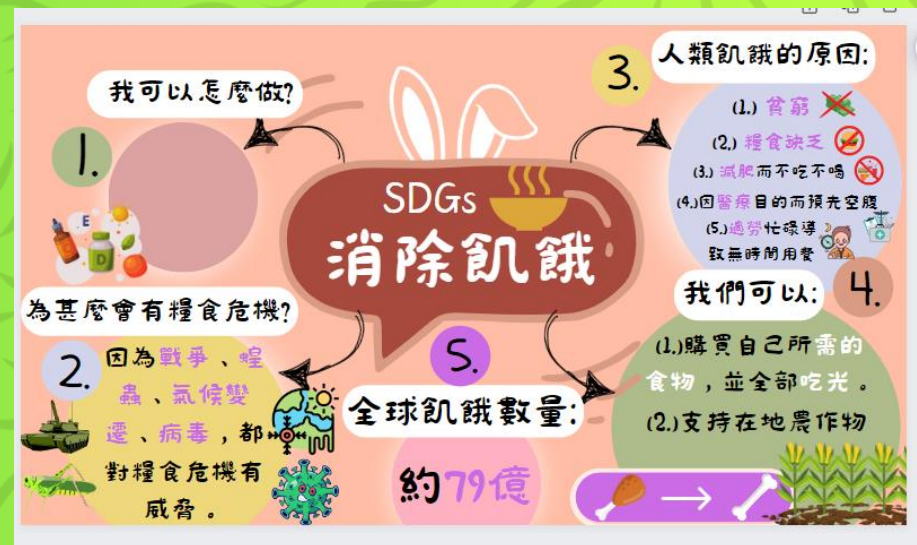 我可以怎麼做?
1.
E
D
SDGs
消除飢餓
3.
人類飢餓的原因:
(1.) 貧窮
(2.) 糧食缺乏
(3.) 減肥而不吃不喝
(4.)因醫療目的而預先空腹
(5.)過勞忙碌導
致無時間用餐
為甚麼會有糧食危機?
2.
因為戰爭、蝗
蟲、氣候變
遷、病毒,都
對糧食危機有
威脅。
我們可以:
4.
(1.)購買自己所需的
食物,並全部吃光。
(2.)支持在地農作物
5.
全球飢餓數量:
約79億